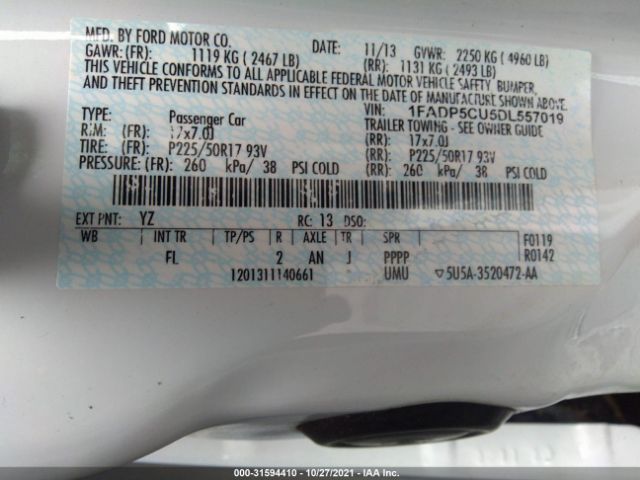 MFD. BY FORD MOTOR CO. DATE: 11/13 GVWR: 2250 KG ( 4960 LB)
GAWR: (FR): 1119 KG ( 2467 LB) (RR): 1131 KG ( 2493 LB)
THIS VEHICLE CONFORMS TO ALL APPLICABLE FEDERAL MOTOR VEHICLE SAFETY, BUMPER,
AND THEFT PREVENTION STANDARDS IN EFFECT ON THE DATE OF MANUFACTURE SHOWN ABOVE.
VIN: 1FADP5CU5DL557019
TYPE: Passenger Car TRAILER TOWING - SEE OWNER GUIDE
RIM: (FR): 17x7.0J (RR): 17x7.0J
TIRE: (FR): P225/50R17 93V (RR): P225/50R17 93V
PRESSURE: (FR): 260 kPa/ 38 PSI COLD (RR): 260 kPa/ 38 PSI COLD
EXT PNT: YZ RC: 13 DSO:
WB INT TR TP/PS R AXLE TR SPR F0119
FL 2 AN J PPPP R0142
1201311140661 UMU 5U5A-3520472-AA
000-31594410 - 10/27/2021 - IAA Inc.